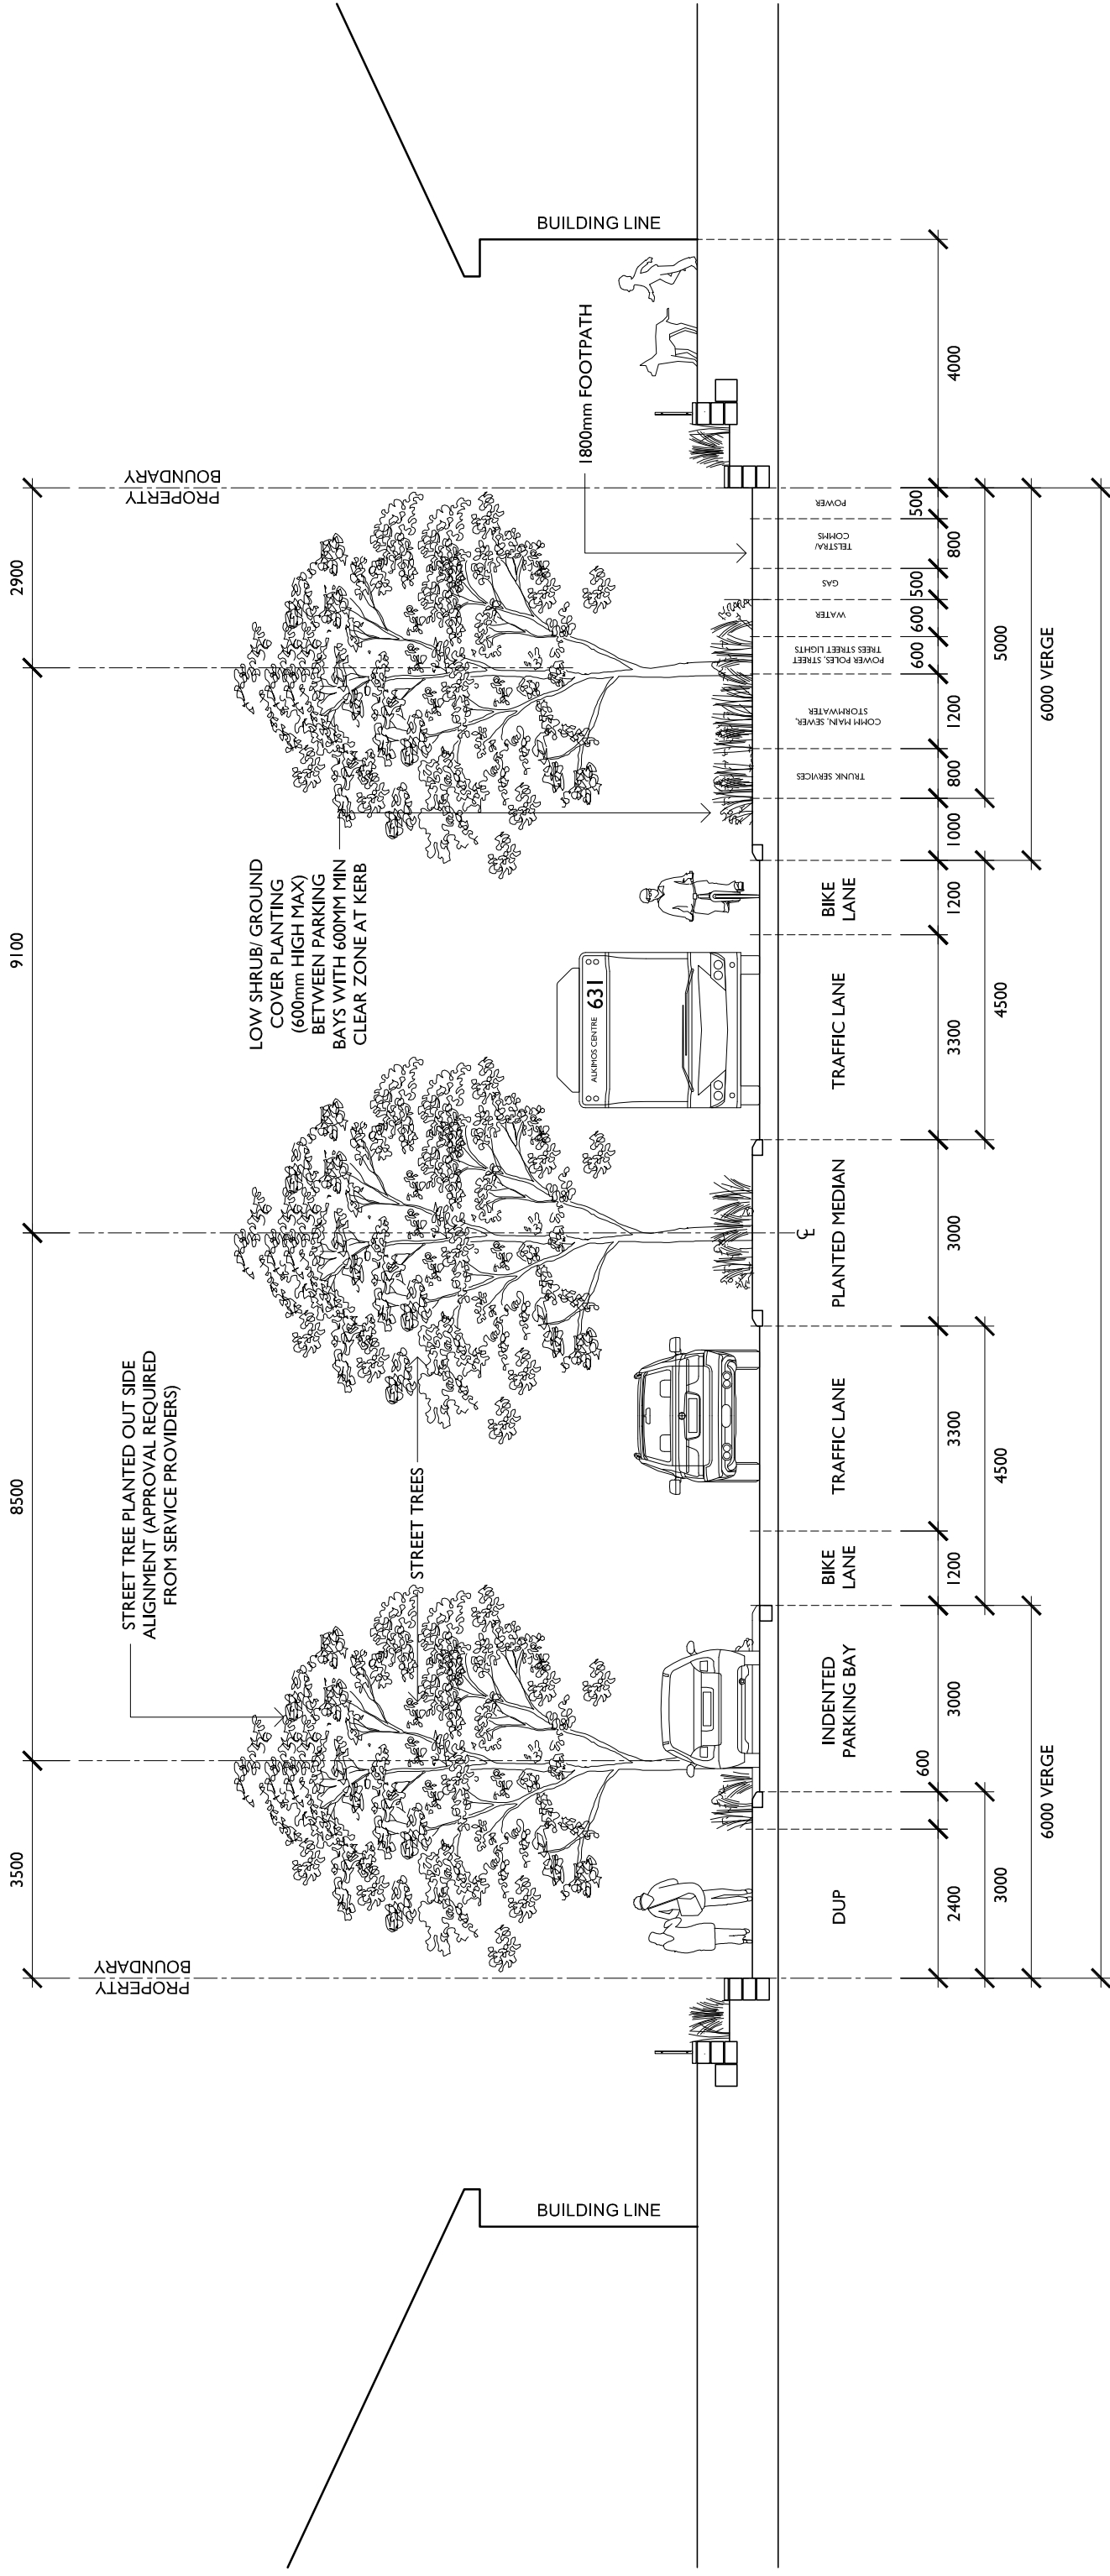 3500
8500
9100
2900
PROPERTY
BOUNDARY
PROPERTY
BOUNDARY
STREET TREE PLANTED OUT SIDE
ALIGNMENT (APPROVAL REQUIRED
FROM SERVICE PROVIDERS)
LOW SHRUB/ GROUND
COVER PLANTING
(600mm HIGH MAX)
BETWEEN PARKING
BAYS WITH 600MM MIN
CLEAR ZONE AT KERB
STREET TREES
BUILDING LINE
BUILDING LINE
1800mm FOOTPATH
ALKIMOS CENTRE 631
DUP
INDENTED
PARKING BAY
BIKE
LANE
TRAFFIC LANE
PLANTED MEDIAN
℄
TRAFFIC LANE
BIKE
LANE
TRUNK SERVICES
COMM MAIN, SEWER,
STORMWATER
POWER POLES, STREET
TREES STREET LIGHTS
WATER
GAS
TELSTRA/
COMMS
POWER
2400
600
3000
1200
3300
3000
3300
1200
1000
800
1200
600
600
500
800
500
4000
3000
4500
4500
5000
6000 VERGE
6000 VERGE